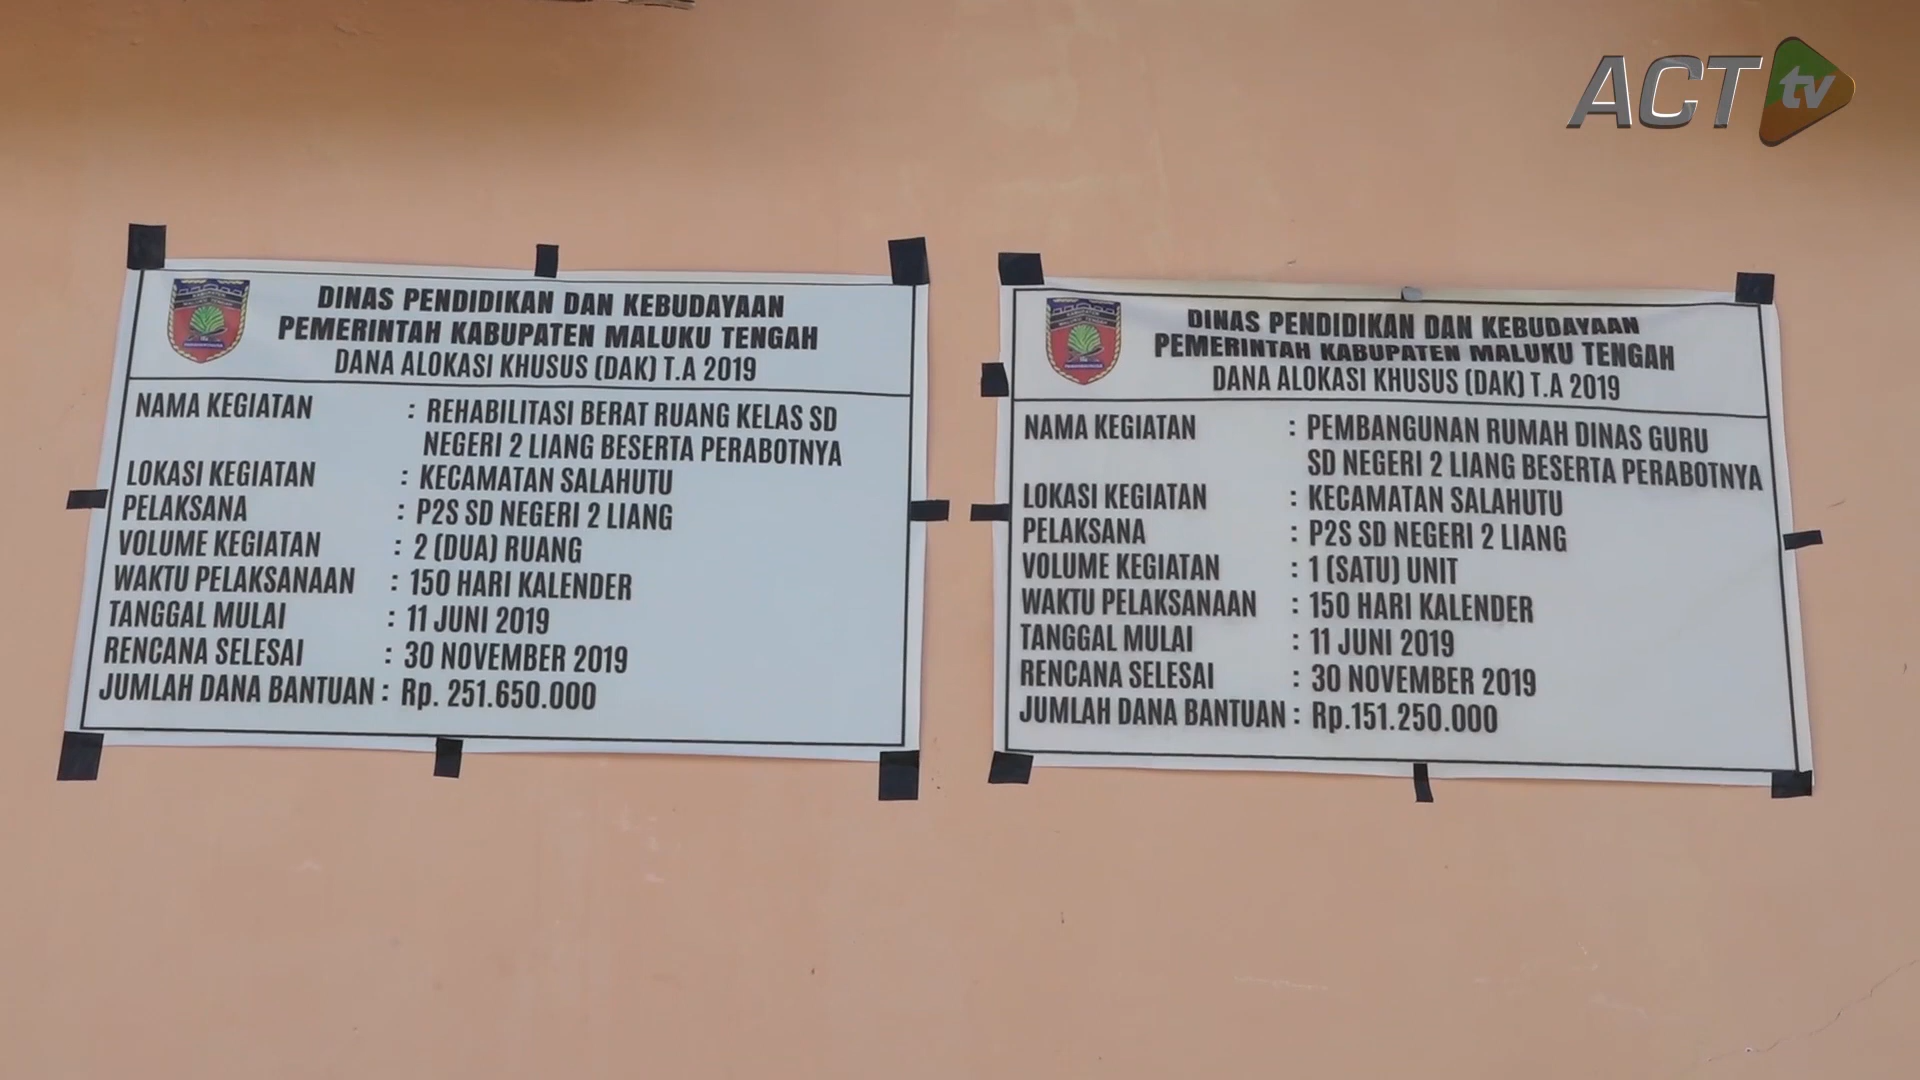 ACT tv
DINAS PENDIDIKAN DAN KEBUDAYAAN
PEMERINTAH KABUPATEN MALUKU TENGAH
DANA ALOKASI KHUSUS (DAK) T.A 2019
NAMA KEGIATAN : REHABILITASI BERAT RUANG KELAS SD
NEGERI 2 LIANG BESERTA PERABOTNYA
LOKASI KEGIATAN : KECAMATAN SALAHUTU
PELAKSANA : P2S SD NEGERI 2 LIANG
VOLUME KEGIATAN : 2 (DUA) RUANG
WAKTU PELAKSANAAN : 150 HARI KALENDER
TANGGAL MULAI : 11 JUNI 2019
RENCANA SELESAI : 30 NOVEMBER 2019
JUMLAH DANA BANTUAN : Rp. 251.650.000
DINAS PENDIDIKAN DAN KEBUDAYAAN
PEMERINTAH KABUPATEN MALUKU TENGAH
DANA ALOKASI KHUSUS (DAK) T.A 2019
NAMA KEGIATAN : PEMBANGUNAN RUMAH DINAS GURU
SD NEGERI 2 LIANG BESERTA PERABOTNYA
LOKASI KEGIATAN : KECAMATAN SALAHUTU
PELAKSANA : P2S SD NEGERI 2 LIANG
VOLUME KEGIATAN : 1 (SATU) UNIT
WAKTU PELAKSANAAN : 150 HARI KALENDER
TANGGAL MULAI : 11 JUNI 2019
RENCANA SELESAI : 30 NOVEMBER 2019
JUMLAH DANA BANTUAN : Rp.151.250.000